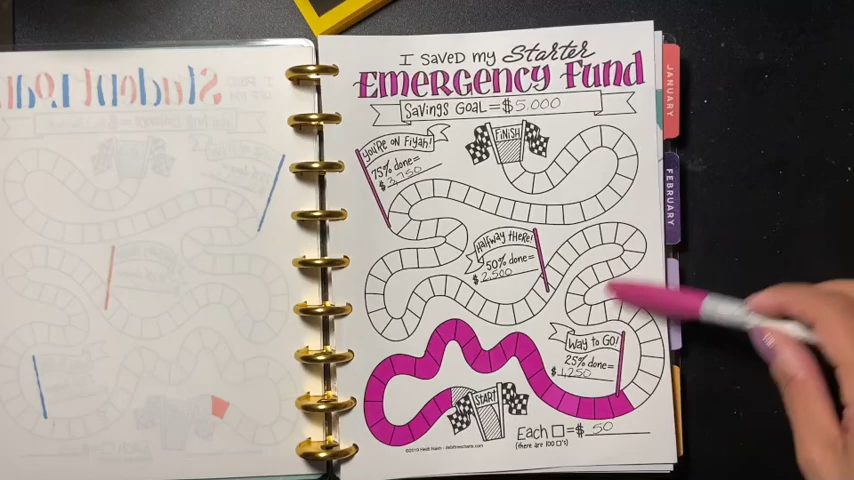 I SAVED MY Starter
EMERGENCY FUND
SAVINGS GOAL = $5,000
FINISH
YOU'RE ON FIYAH!
75% DONE=
$3,750
HALFWAY THERE!
50% DONE=
$2,500
WAY TO GO!
25% DONE=
$1,250
START
EACH □ = $50
(THERE ARE 100 □'S)
JANUARY
FEBRUARY